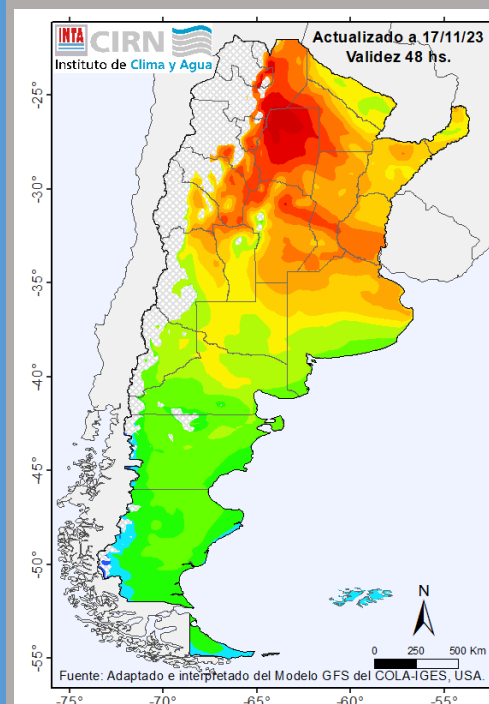 INTA CIRN
Instituto de Clima y Agua
Actualizado a 17/11/23
Validez 48 hs.
-25°
-30°
-35°
-40°
-45°
-50°
-55°
N
0 250 500 Km
Fuente: Adaptado e interpretado del Modelo GFS del COLA-IGES, USA.
-75° -70° -65° -60° -55°